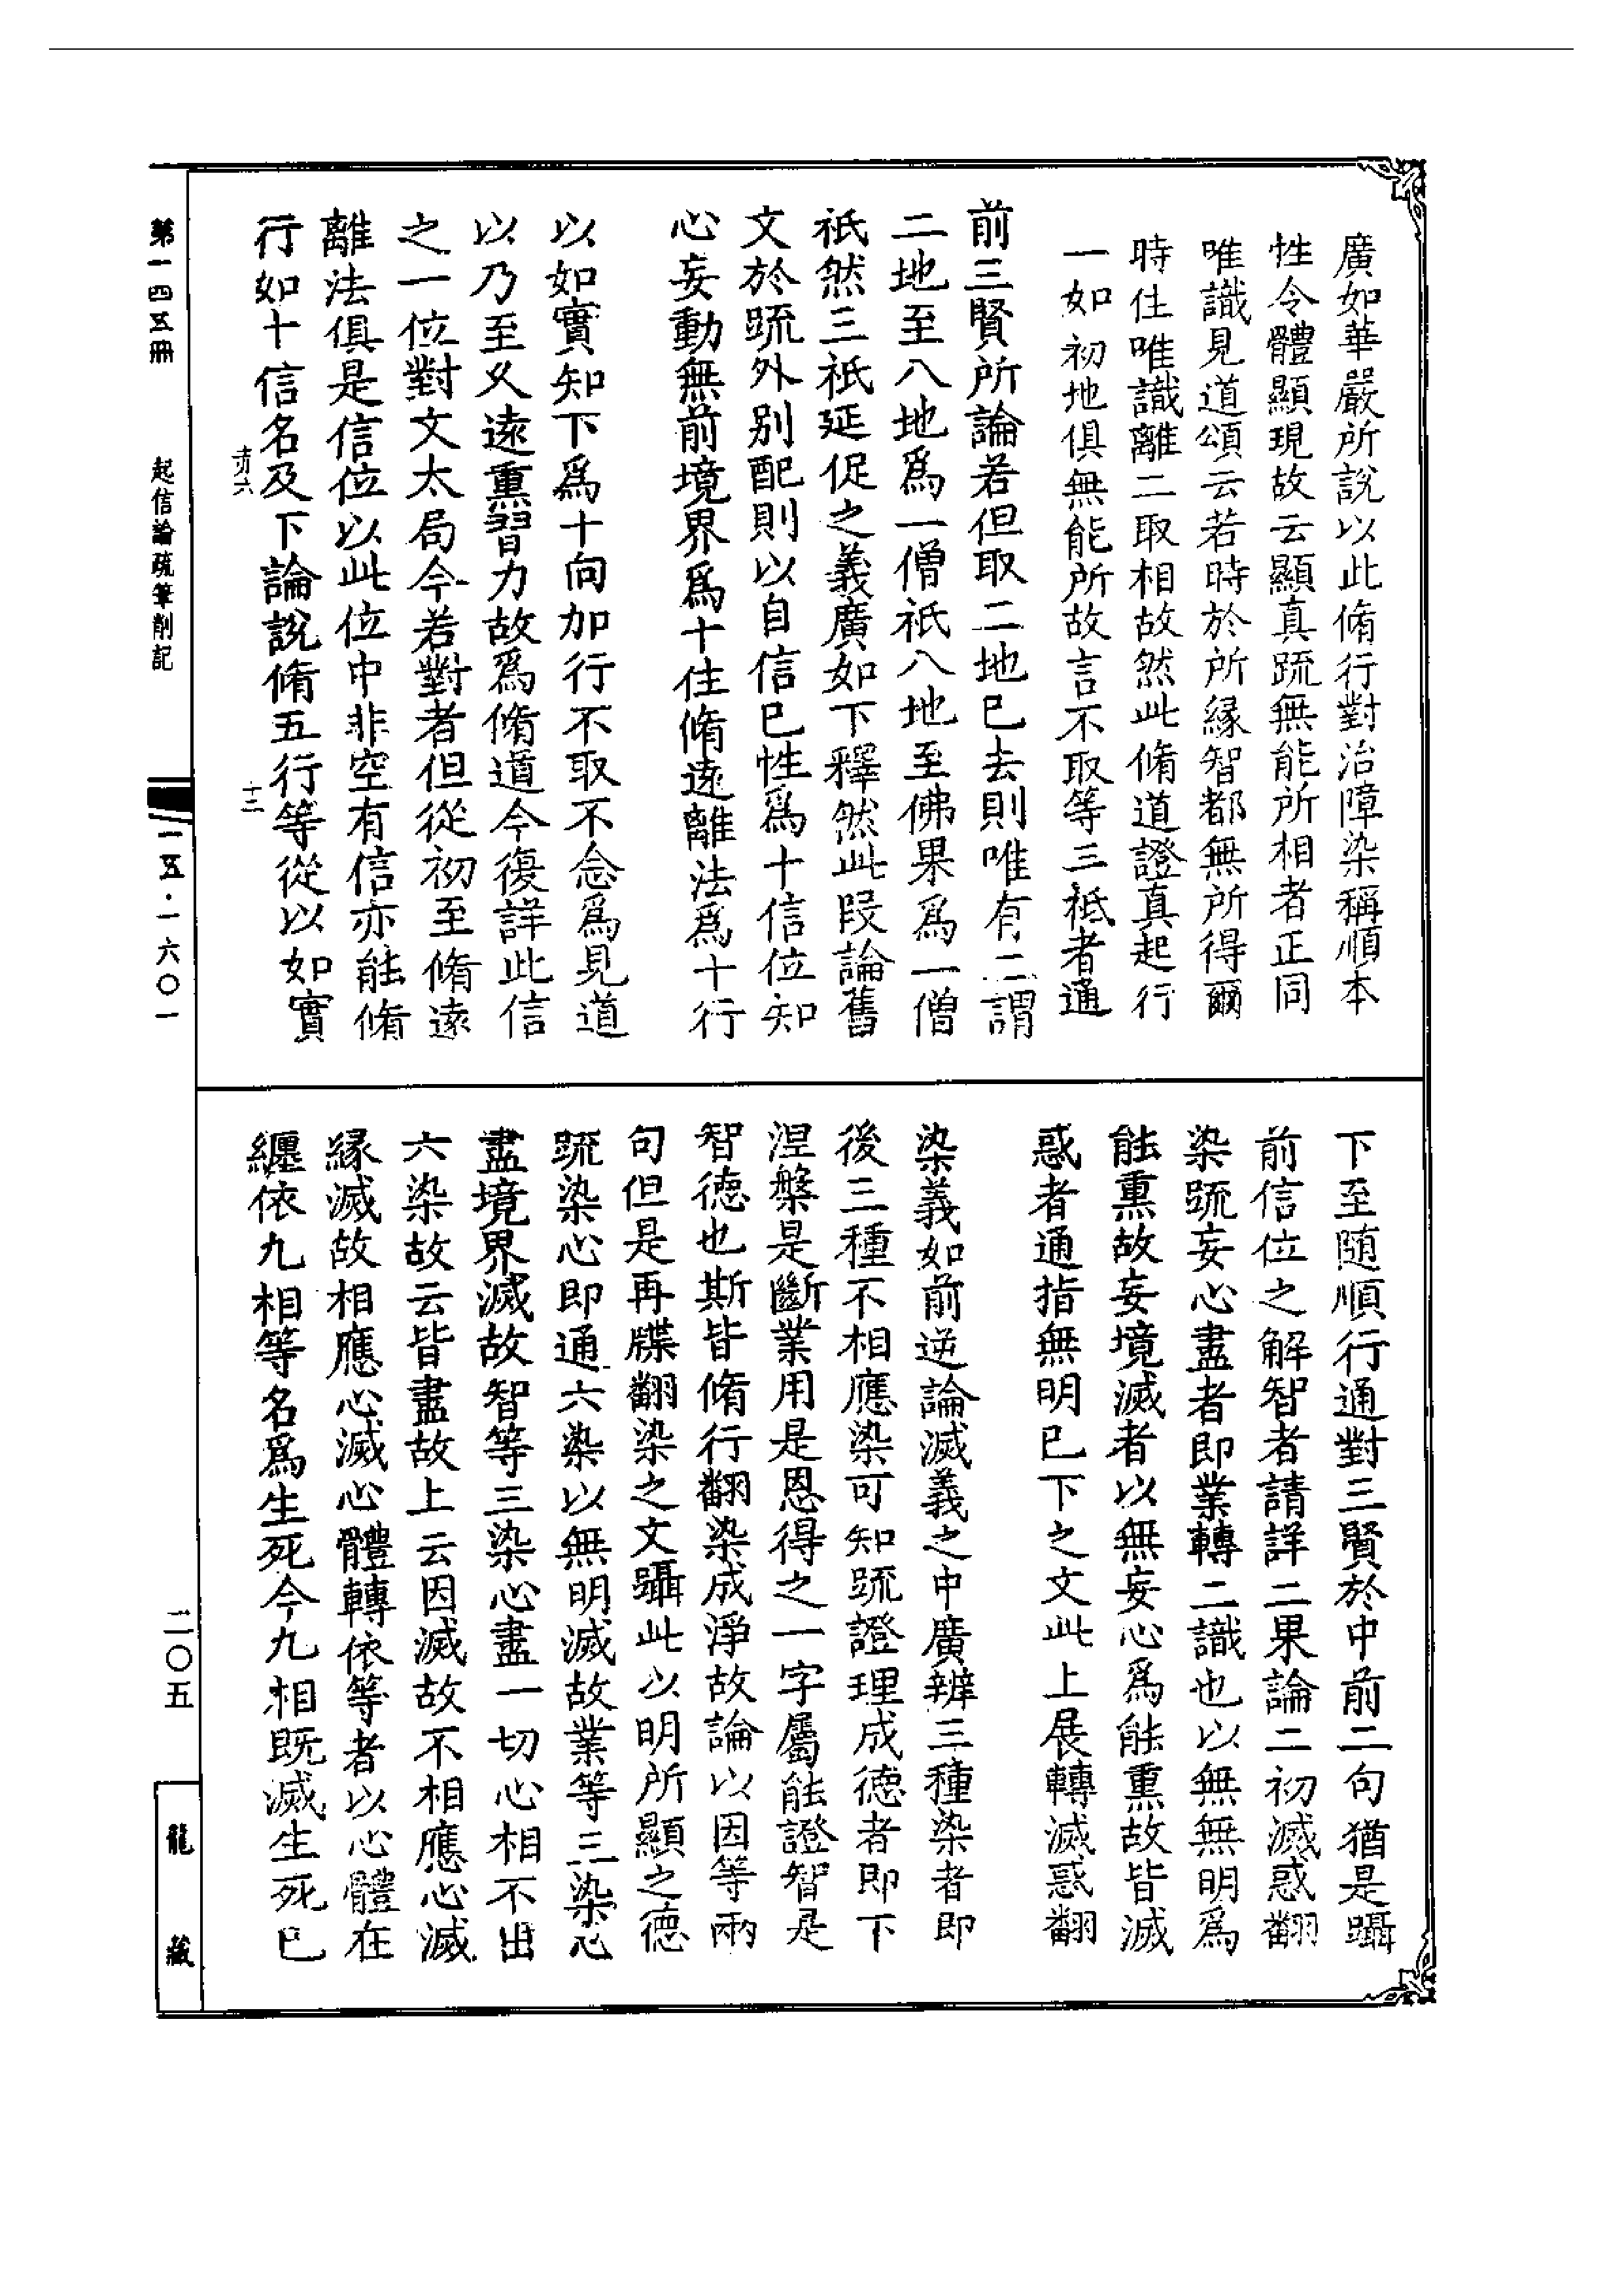 廣如華嚴所說以此脩行對治障染稱順本
性令體顯現故云顯真䟽無能所相者正同
唯識見道頌云若時於所緣智都無所得爾
時住唯識離二取相故然此脩道證真起行
一如初地俱無能所故言不取等三祗者通
前三賢所論若但取二地已去則唯有二謂
二地至八地為一僧祇八地至佛果為一僧
祇然三祇延促之義廣如下釋然此段論舊
文於䟽外別配則以自信己性爲十信位知
心妄動無前境界爲十住脩遠離法爲十行
以如實知下爲十向加行不取不念爲見道
以乃至久遠熏習力故爲脩道今復詳此信
之一位對文太局今若對者但從初至脩遠
離法俱是信位以此位中非空有信亦能脩
行如十信名及下論說脩五行等從以如實
下至随順行通對三賢於中前二句猶是躡
前信位之解智者請詳二果論二初滅惑翻
染䟽妄心盡者即業轉二識也以無無明爲
能熏故妄境滅者以無妄心爲能熏故皆滅
惑者通指無明已下之文此上展轉滅惑翻
染義如前逆論滅義之中廣辨三種染者即
後三種不相應染可知䟽證理成德者即下
涅槃是斷業用是恩得之一字屬能證智是
智德也斯皆脩行翻染成淨故論以因等兩
句但是再牒翻染之文躡此以明所顯之德
䟽染心即通六染以無明滅故業等三染心
盡境界滅故智等三染心盡一切心相不出
六染故云皆盡故上云因滅故不相應心滅
緣滅故相應心滅心體轉依等者以心體在
纏依九相等名爲生死今九相既滅生死已
第一四五冊
起信論疏筆削記
十二
一五·一六〇一
二〇五
龍藏